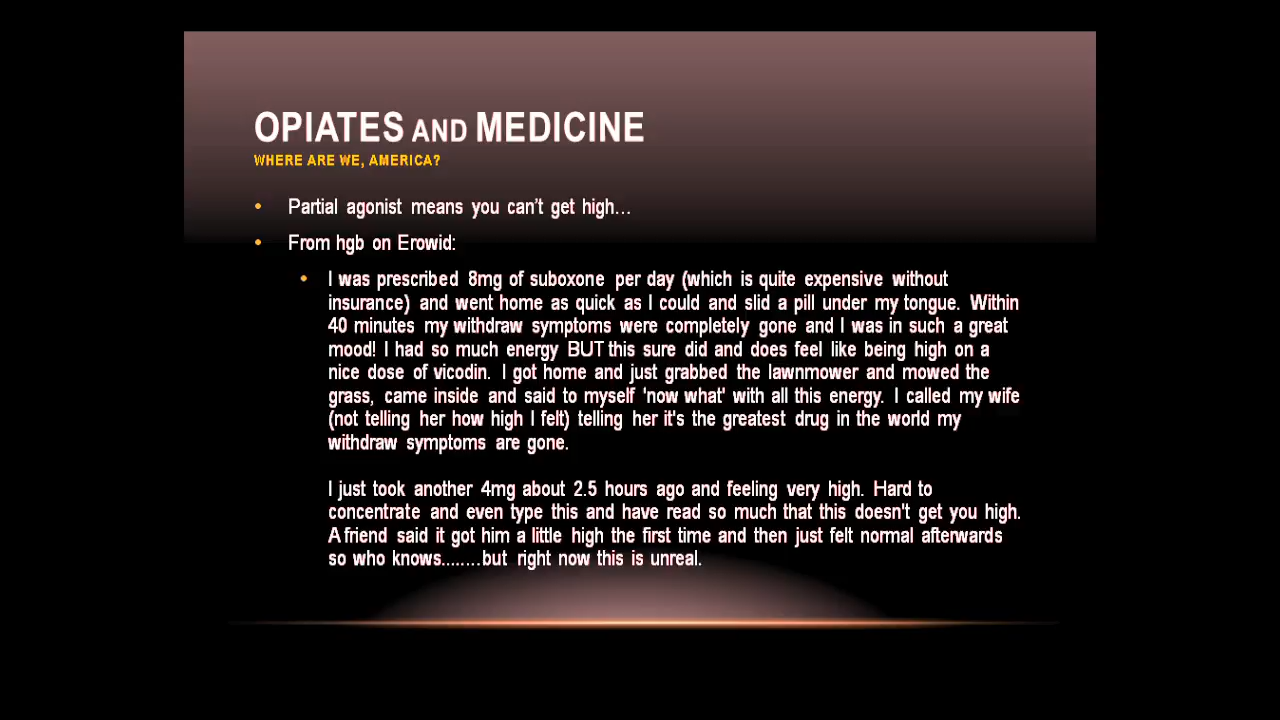 OPIATES AND MEDICINE
WHERE ARE WE, AMERICA?
• Partial agonist means you can't get high…
• From hgb on Erowid:
• I was prescribed 8mg of suboxone per day (which is quite expensive without
insurance) and went home as quick as I could and slid a pill under my tongue. Within
40 minutes my withdraw symptoms were completely gone and I was in such a great
mood! I had so much energy BUT this sure did and does feel like being high on a
nice dose of vicodin. I got home and just grabbed the lawnmower and mowed the
grass, came inside and said to myself 'now what' with all this energy. I called my wife
(not telling her how high I felt) telling her it's the greatest drug in the world my
withdraw symptoms are gone.
I just took another 4mg about 2.5 hours ago and feeling very high. Hard to
concentrate and even type this and have read so much that this doesn't get you high.
A friend said it got him a little high the first time and then just felt normal afterwards
so who knows........but right now this is unreal.